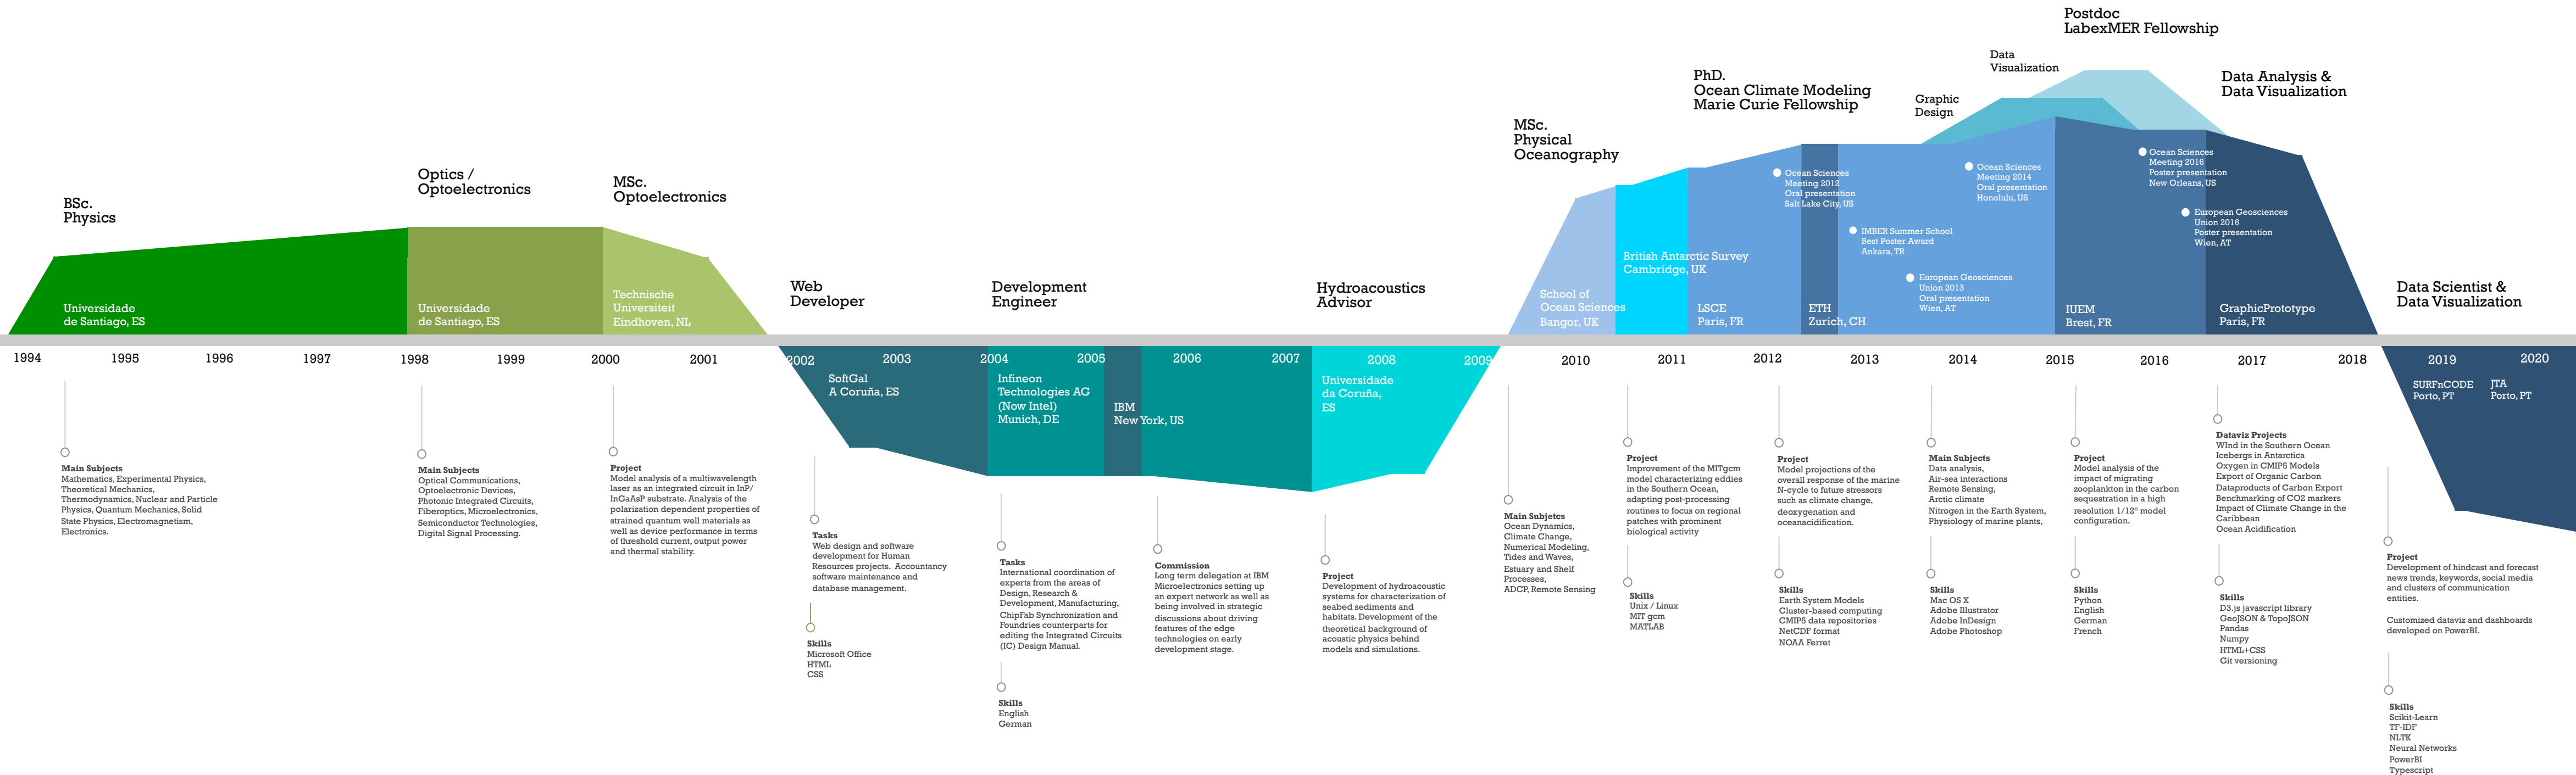 BSc.
Physics
Optics /
Optoelectronics
MSc.
Optoelectronics
Web
Developer
Development
Engineer
Hydroacoustics
Advisor
MSc.
Physical
Oceanography
PhD.
Ocean Climate Modeling
Marie Curie Fellowship
Graphic
Design
Data
Visualization
Postdoc
LabexMER Fellowship
Data Analysis &
Data Visualization
Data Scientist &
Data Visualization
Universidade
de Santiago, ES
Universidade
de Santiago, ES
Technische
Universiteit
Eindhoven, NL
School of
Ocean Sciences
Bangor, UK
British Antarctic Survey
Cambridge, UK
LSCE
Paris, FR
ETH
Zurich, CH
IUEM
Brest, FR
GraphicPrototype
Paris, FR
Ocean Sciences
Meeting 2012
Oral presentation
Salt Lake City, US
IMBER Summer School
Best Poster Award
Ankara, TR
European Geosciences
Union 2013
Oral presentation
Wien, AT
Ocean Sciences
Meeting 2014
Oral presentation
Honolulu, US
Ocean Sciences
Meeting 2016
Poster presentation
New Orleans, US
European Geosciences
Union 2016
Poster presentation
Wien, AT
1994
1995
1996
1997
1998
1999
2000
2001
2002
2003
2004
2005
2006
2007
2008
2009
2010
2011
2012
2013
2014
2015
2016
2017
2018
2019
2020
SoftGal
A Coruña, ES
Infineon
Technologies AG
(Now Intel)
Munich, DE
IBM
New York, US
Universidade
da Coruña,
ES
SURFnCODE
Porto, PT
JTA
Porto, PT
Main Subjects
Mathematics, Experimental Physics,
Theoretical Mechanics,
Thermodynamics, Nuclear and Particle
Physics, Quantum Mechanics, Solid
State Physics, Electromagnetism,
Electronics.
Main Subjects
Optical Communications,
Optoelectronic Devices,
Photonic Integrated Circuits,
Fiberoptics, Microelectronics,
Semiconductor Technologies,
Digital Signal Processing.
Project
Model analysis of a multiwavelength
laser as an integrated circuit in InP/
InGaAsP substrate. Analysis of the
polarization dependent properties of
strained quantum well materials as
well as device performance in terms
of threshold current, output power
and thermal stability.
Tasks
Web design and software
development for Human
Resources projects. Accountancy
software maintenance and
database management.
Skills
Microsoft Office
HTML
CSS
Tasks
International coordination of
experts from the areas of
Design, Research &
Development, Manufacturing,
ChipFab Synchronization and
Foundries counterparts for
editing the Integrated Circuits
(IC) Design Manual.
Skills
English
German
Commission
Long term delegation at IBM
Microelectronics setting up
an expert network as well as
being involved in strategic
discussions about driving
features of the edge
technologies on early
development stage.
Project
Development of hydroacoustic
systems for characterization of
seabed sediments and
habitats. Development of the
theoretical background of
acoustic physics behind
models and simulations.
Main Subjetcs
Ocean Dynamics,
Climate Change,
Numerical Modeling,
Tides and Waves,
Estuary and Shelf
Processes,
ADCP, Remote Sensing
Project
Improvement of the MITgcm
model characterizing eddies
in the Southern Ocean,
adapting post-processing
routines to focus on regional
patches with prominent
biological activity
Skills
Unix / Linux
MIT gcm
MATLAB
Project
Model projections of the
overall response of the marine
N-cycle to future stressors
such as climate change,
deoxygenation and
oceanacidification.
Skills
Earth System Models
Cluster-based computing
CMIP5 data repositories
NetCDF format
NOAA Ferret
Main Subjects
Data analysis,
Air-sea interactions
Remote Sensing,
Arctic climate
Nitrogen in the Earth System,
Physiology of marine plants,
Skills
Mac OS X
Adobe Illustrator
Adobe InDesign
Adobe Photoshop
Project
Model analysis of the
impact of migrating
zooplankton in the carbon
sequestration in a high
resolution 1/12º model
configuration.
Skills
Python
English
German
French
Dataviz Projects
WInd in the Southern Ocean
Icebergs in Antarctica
Oxygen in CMIP5 Models
Export of Organic Carbon
Dataproducts of Carbon Export
Benchmarking of CO2 markers
Impact of Climate Change in the
Caribbean
Ocean Acidification
Skills
D3.js javascript library
GeoJSON & TopoJSON
Pandas
Numpy
HTML+CSS
Git versioning
Project
Development of hindcast and forecast
news trends, keywords, social media
and clusters of communication
entities.
Customized dataviz and dashboards
developed on PowerBI.
Skills
Scikit-Learn
TF-IDF
NLTK
Neural Networks
PowerBI
Typescript